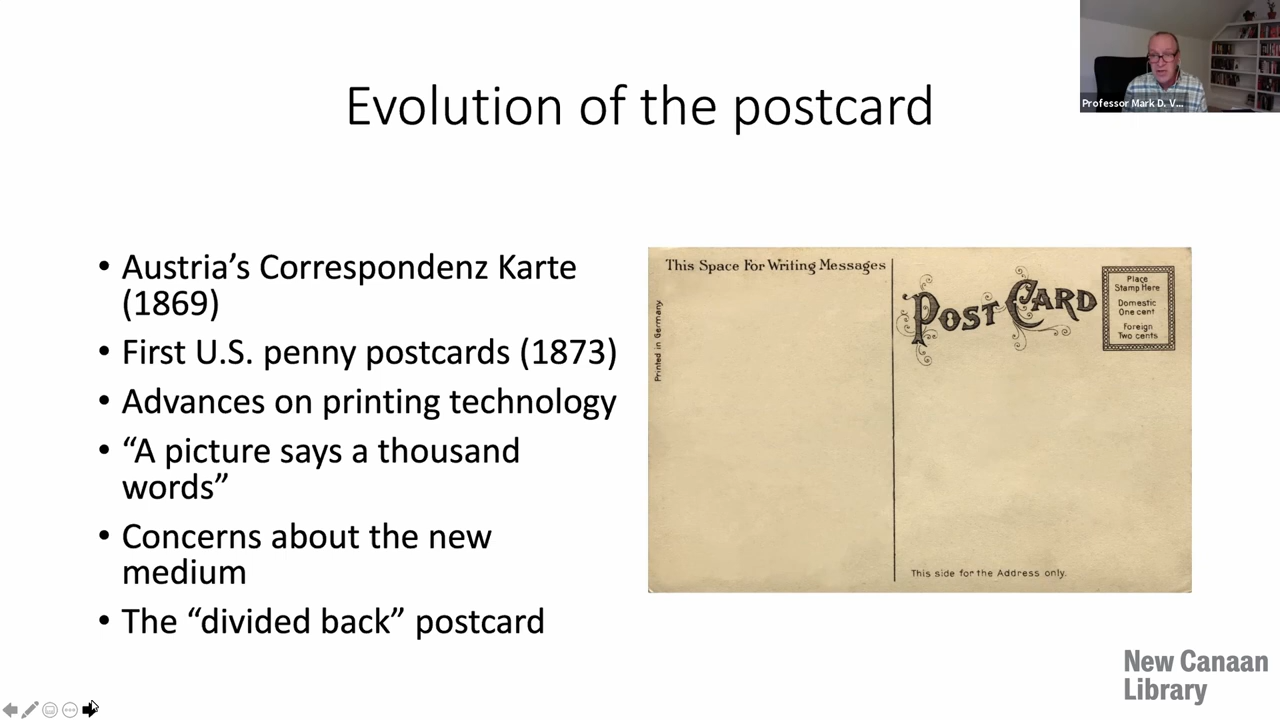 Evolution of the postcard
Professor Mark D. V...
• Austria's Correspondenz Karte
(1869)
• First U.S. penny postcards (1873)
• Advances on printing technology
• “A picture says a thousand
words”
• Concerns about the new
medium
• The “divided back” postcard
This Space For Writing Messages
Printed in Germany
POST CARD
Place
Stamp Here
Domestic
One cent
Foreign
Two cents
This side for the Address only.
New Canaan
Library